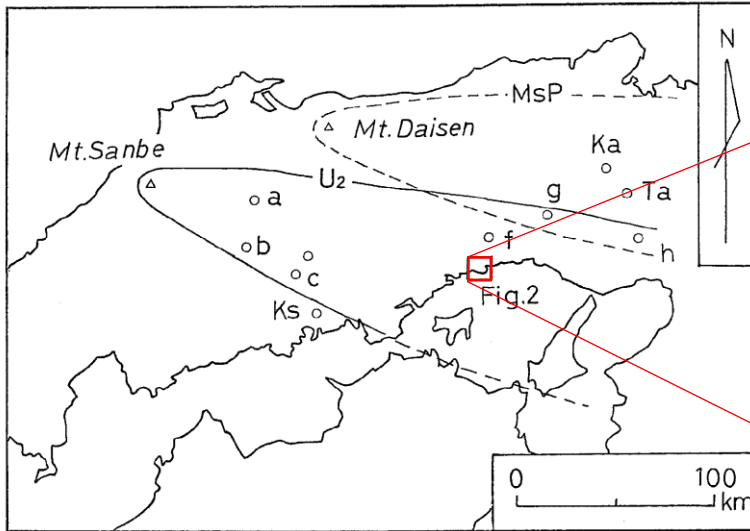 N
MsP
Mt.Daisen
Mt.Sanbe
Ka
U2
Ta
a
g
b
f
h
c
Fig.2
Ks
0 100
km